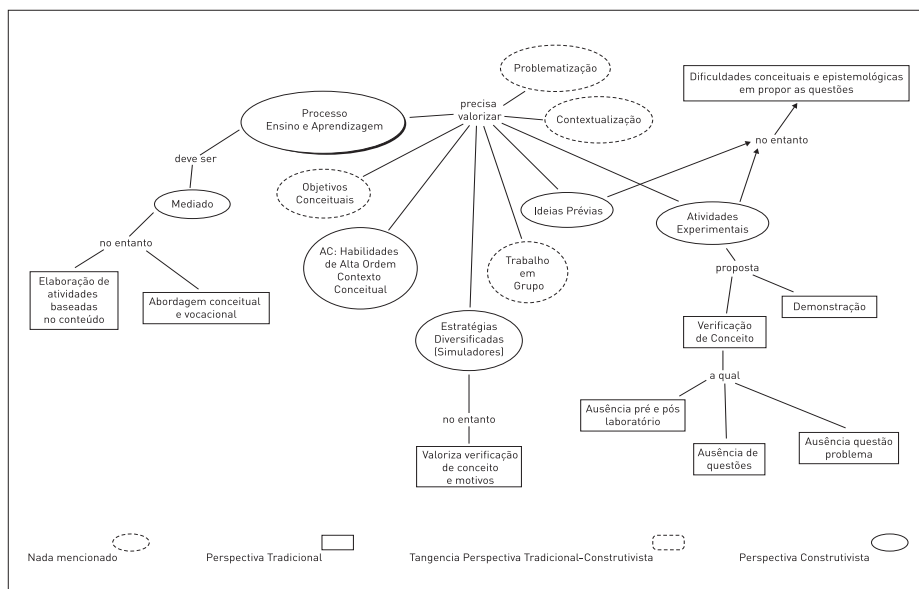 Problematização
Dificuldades conceituais e epistemológicas
em propor as questões
Processo
Ensino e Aprendizagem
precisa
valorizar
Contextualização
no entanto
deve ser
Objetivos
Conceituais
Mediado
Ideias Prévias
Atividades
Experimentais
no entanto
AC: Habilidades
de Alta Ordem
Contexto
Conceitual
Trabalho
em
Grupo
proposta
Elaboração de
atividades
baseadas
no conteúdo
Abordagem conceitual
e vocacional
Demonstração
Estratégias
Diversificadas
(Simuladores)
Verificação
de Conceito
a qual
no entanto
Ausência pré e pós
laboratório
Ausência questão
problema
Ausência de
questões
Valoriza verificação
de conceito
e motivos
Nada mencionado
Perspectiva Tradicional
Tangencia Perspectiva Tradicional-Construtivista
Perspectiva Construtivista